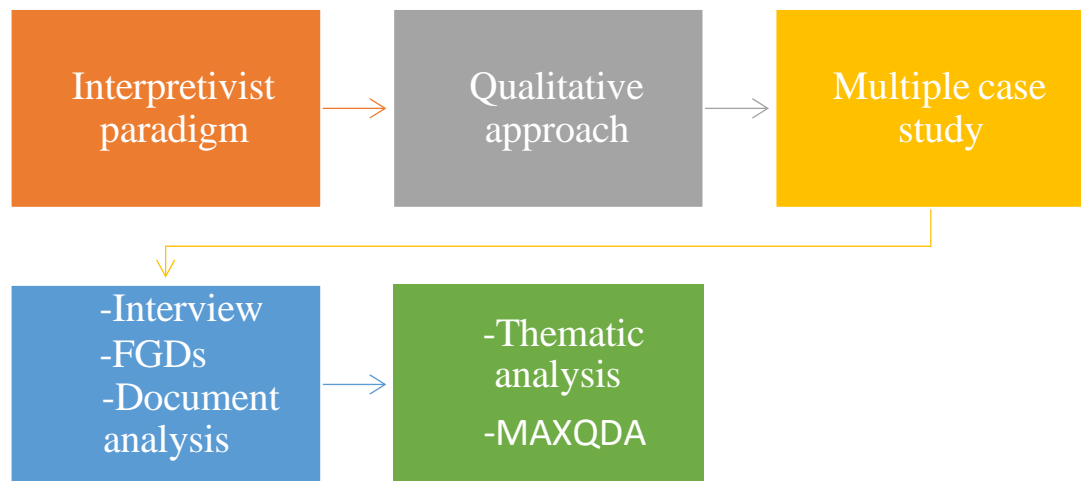 Interpretivist
paradigm
Qualitative
approach
Multiple case
study
-Interview
-FGDs
-Document
analysis
-Thematic
analysis
-MAXQDA